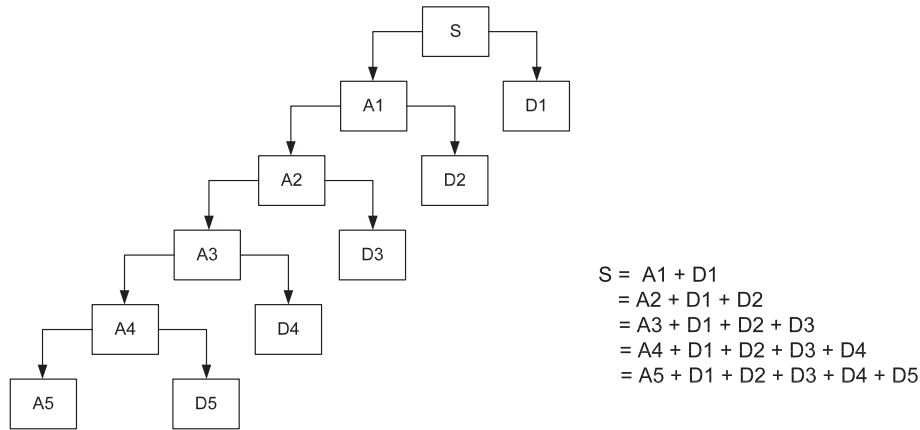 S
A1
D1
A2
D2
A3
D3
A4
D4
A5
D5
S = A1 + D1
= A2 + D1 + D2
= A3 + D1 + D2 + D3
= A4 + D1 + D2 + D3 + D4
= A5 + D1 + D2 + D3 + D4 + D5